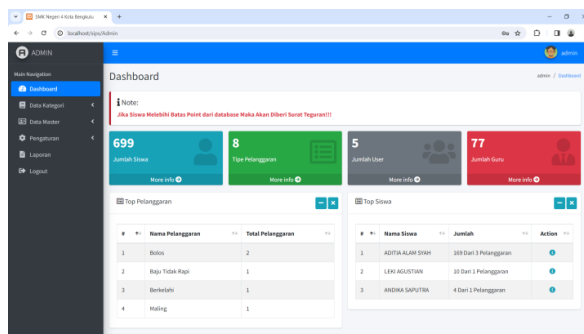 SMK Negeri 4 Kota Bengkulu
localhost/sips/Admin
ADMIN
admin
Main Navigation
Dashboard
Data Kategori
Data Master
Pengaturan
Laporan
Logout
Dashboard
admin / Dashboard
Note:
Jika Siswa Melebihi Batas Point dari database Maka Akan Diberi Surat Teguran!!!
699
Jumlah Siswa
More info
8
Tipe Pelanggaran
More info
5
Jumlah User
More info
77
Jumlah Guru
More info
Top Pelanggaran
# Nama Pelanggaran Total Pelanggaran
1 Bolos 2
2 Baju Tidak Rapi 1
3 Berkelahi 1
4 Maling 1
Top Siswa
# Nama Siswa Jumlah Action
1 ADITIA ALAM SYAH 169 Dari 3 Pelanggaran
2 LEKI AGUSTIAN 10 Dari 1 Pelanggaran
3 ANDIKA SAPUTRA 4 Dari 1 Pelanggaran